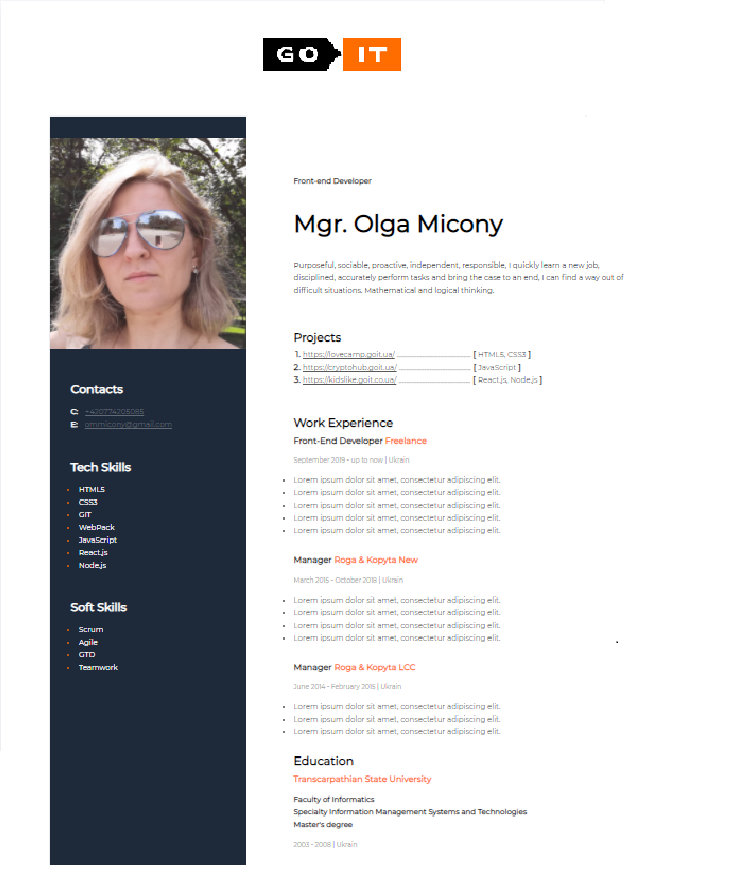 GO IT
Front-end Developer
Mgr. Olga Micony
Purposeful, sociable, proactive, independent, responsible, I quickly learn a new job,
disciplined, accurately perform tasks and bring the case to an end, I can find a way out of
difficult situations. Mathematical and logical thinking.
Projects
1. https://lovecamp.goit.ua/ [ HTML5, CSS3 ]
2. https://cryptohub.goit.ua/ [ JavaScript ]
3. https://kidslike.goit.co.ua/ [ React.js, Node.js ]
Work Experience
Front-End Developer Freelance
September 2019 - up to now | Ukrain
• Lorem ipsum dolor sit amet, consectetur adipiscing elit.
• Lorem ipsum dolor sit amet, consectetur adipiscing elit.
• Lorem ipsum dolor sit amet, consectetur adipiscing elit.
• Lorem ipsum dolor sit amet, consectetur adipiscing elit.
• Lorem ipsum dolor sit amet, consectetur adipiscing elit.
Manager Roga & Kopyta New
March 2015 - October 2018 | Ukrain
• Lorem ipsum dolor sit amet, consectetur adipiscing elit.
• Lorem ipsum dolor sit amet, consectetur adipiscing elit.
• Lorem ipsum dolor sit amet, consectetur adipiscing elit.
• Lorem ipsum dolor sit amet, consectetur adipiscing elit.
Manager Roga & Kopyta LCC
June 2014 - February 2015 | Ukrain
• Lorem ipsum dolor sit amet, consectetur adipiscing elit.
• Lorem ipsum dolor sit amet, consectetur adipiscing elit.
• Lorem ipsum dolor sit amet, consectetur adipiscing elit.
Education
Transcarpathian State University
Faculty of Informatics
Specialty Information Management Systems and Technologies
Master's degree
2003 - 2008 | Ukrain
Contacts
C: +420774205085
E: ommicony@gmail.com
Tech Skills
• HTML5
• CSS3
• GIT
• WebPack
• JavaScript
• React.js
• Node.js
Soft Skills
• Scrum
• Agile
• GTD
• Teamwork